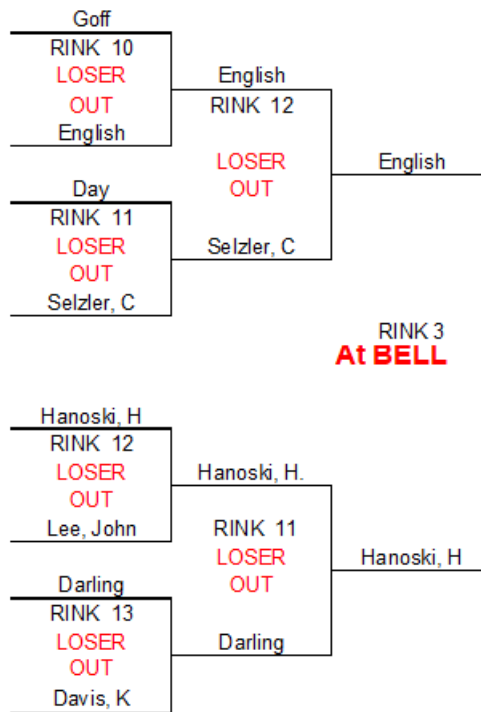 Goff
RINK 10
LOSER
OUT
English
English
RINK 12
LOSER
OUT
Selzler, C
English
Day
RINK 11
LOSER
OUT
Selzler, C
RINK 3
At BELL
Hanoski, H
RINK 12
LOSER
OUT
Lee, John
Hanoski, H.
RINK 11
LOSER
OUT
Darling
Hanoski, H
Darling
RINK 13
LOSER
OUT
Davis, K